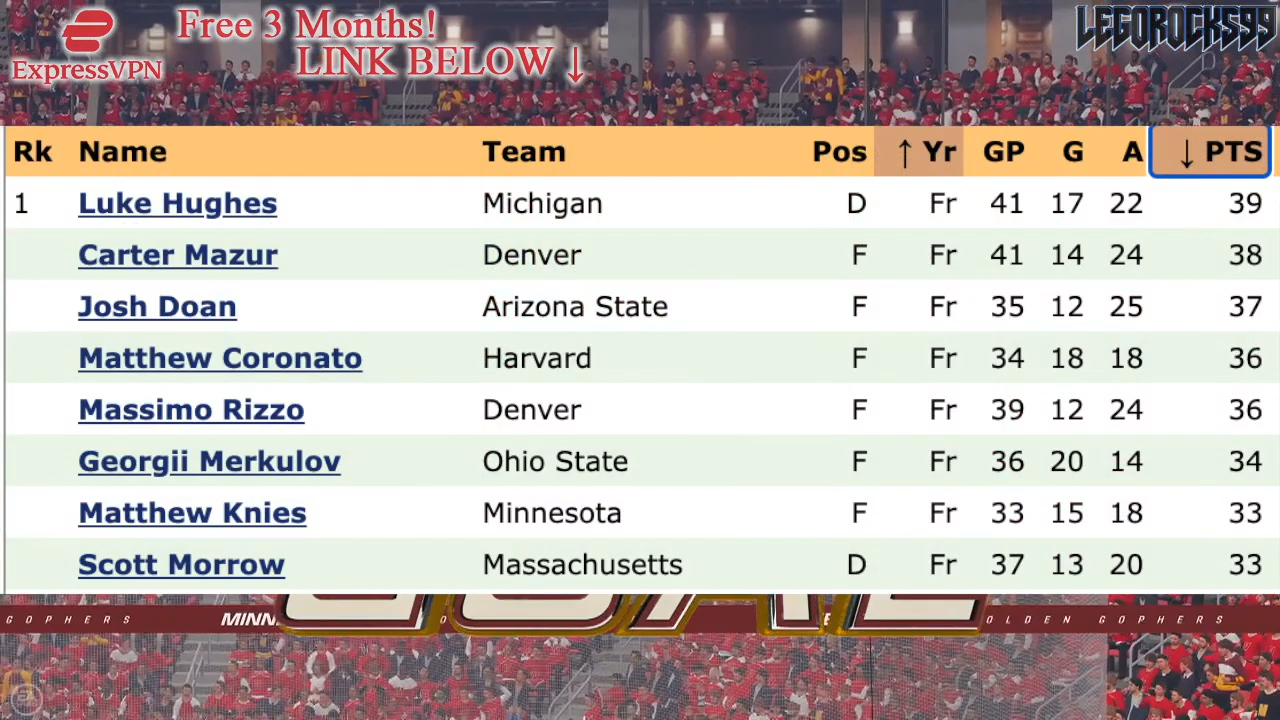 Free 3 Months!
LINK BELOW ↓
ExpressVPN
LEGOROCKS99
Rk Name Team Pos ↑ Yr GP G A ↓ PTS
1 Luke Hughes Michigan D Fr 41 17 22 39
Carter Mazur Denver F Fr 41 14 24 38
Josh Doan Arizona State F Fr 35 12 25 37
Matthew Coronato Harvard F Fr 34 18 18 36
Massimo Rizzo Denver F Fr 39 12 24 36
Georgii Merkulov Ohio State F Fr 36 20 14 34
Matthew Knies Minnesota F Fr 33 15 18 33
Scott Morrow Massachusetts D Fr 37 13 20 33
GOPHERS MINN OLDEN GOPHERS